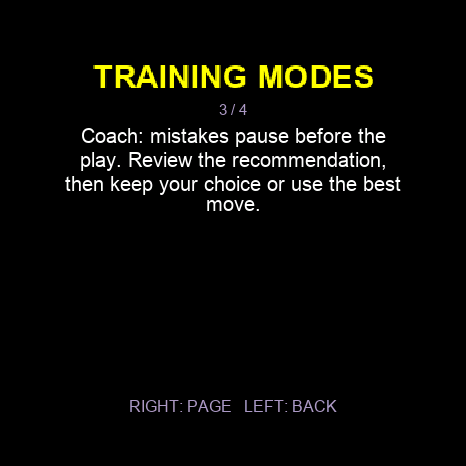 TRAINING MODES
3 / 4
Coach: mistakes pause before the
play. Review the recommendation,
then keep your choice or use the best
move.
RIGHT: PAGE   LEFT: BACK